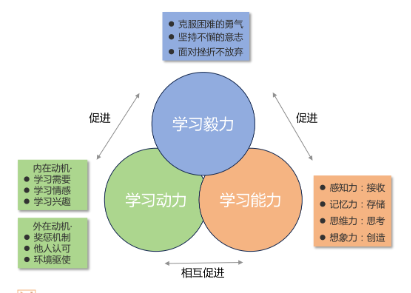 ● 克服困难的勇气
● 坚持不懈的意志
● 面对挫折不放弃
促进
促进
学习毅力
内在动机·
● 学习需要
● 学习情感
● 学习兴趣
学习动力
学习能力
● 感知力：接收
● 记忆力：存储
● 思维力：思考
● 想象力：创造
外在动机·
● 奖惩机制
● 他人认可
● 环境驱使
相互促进